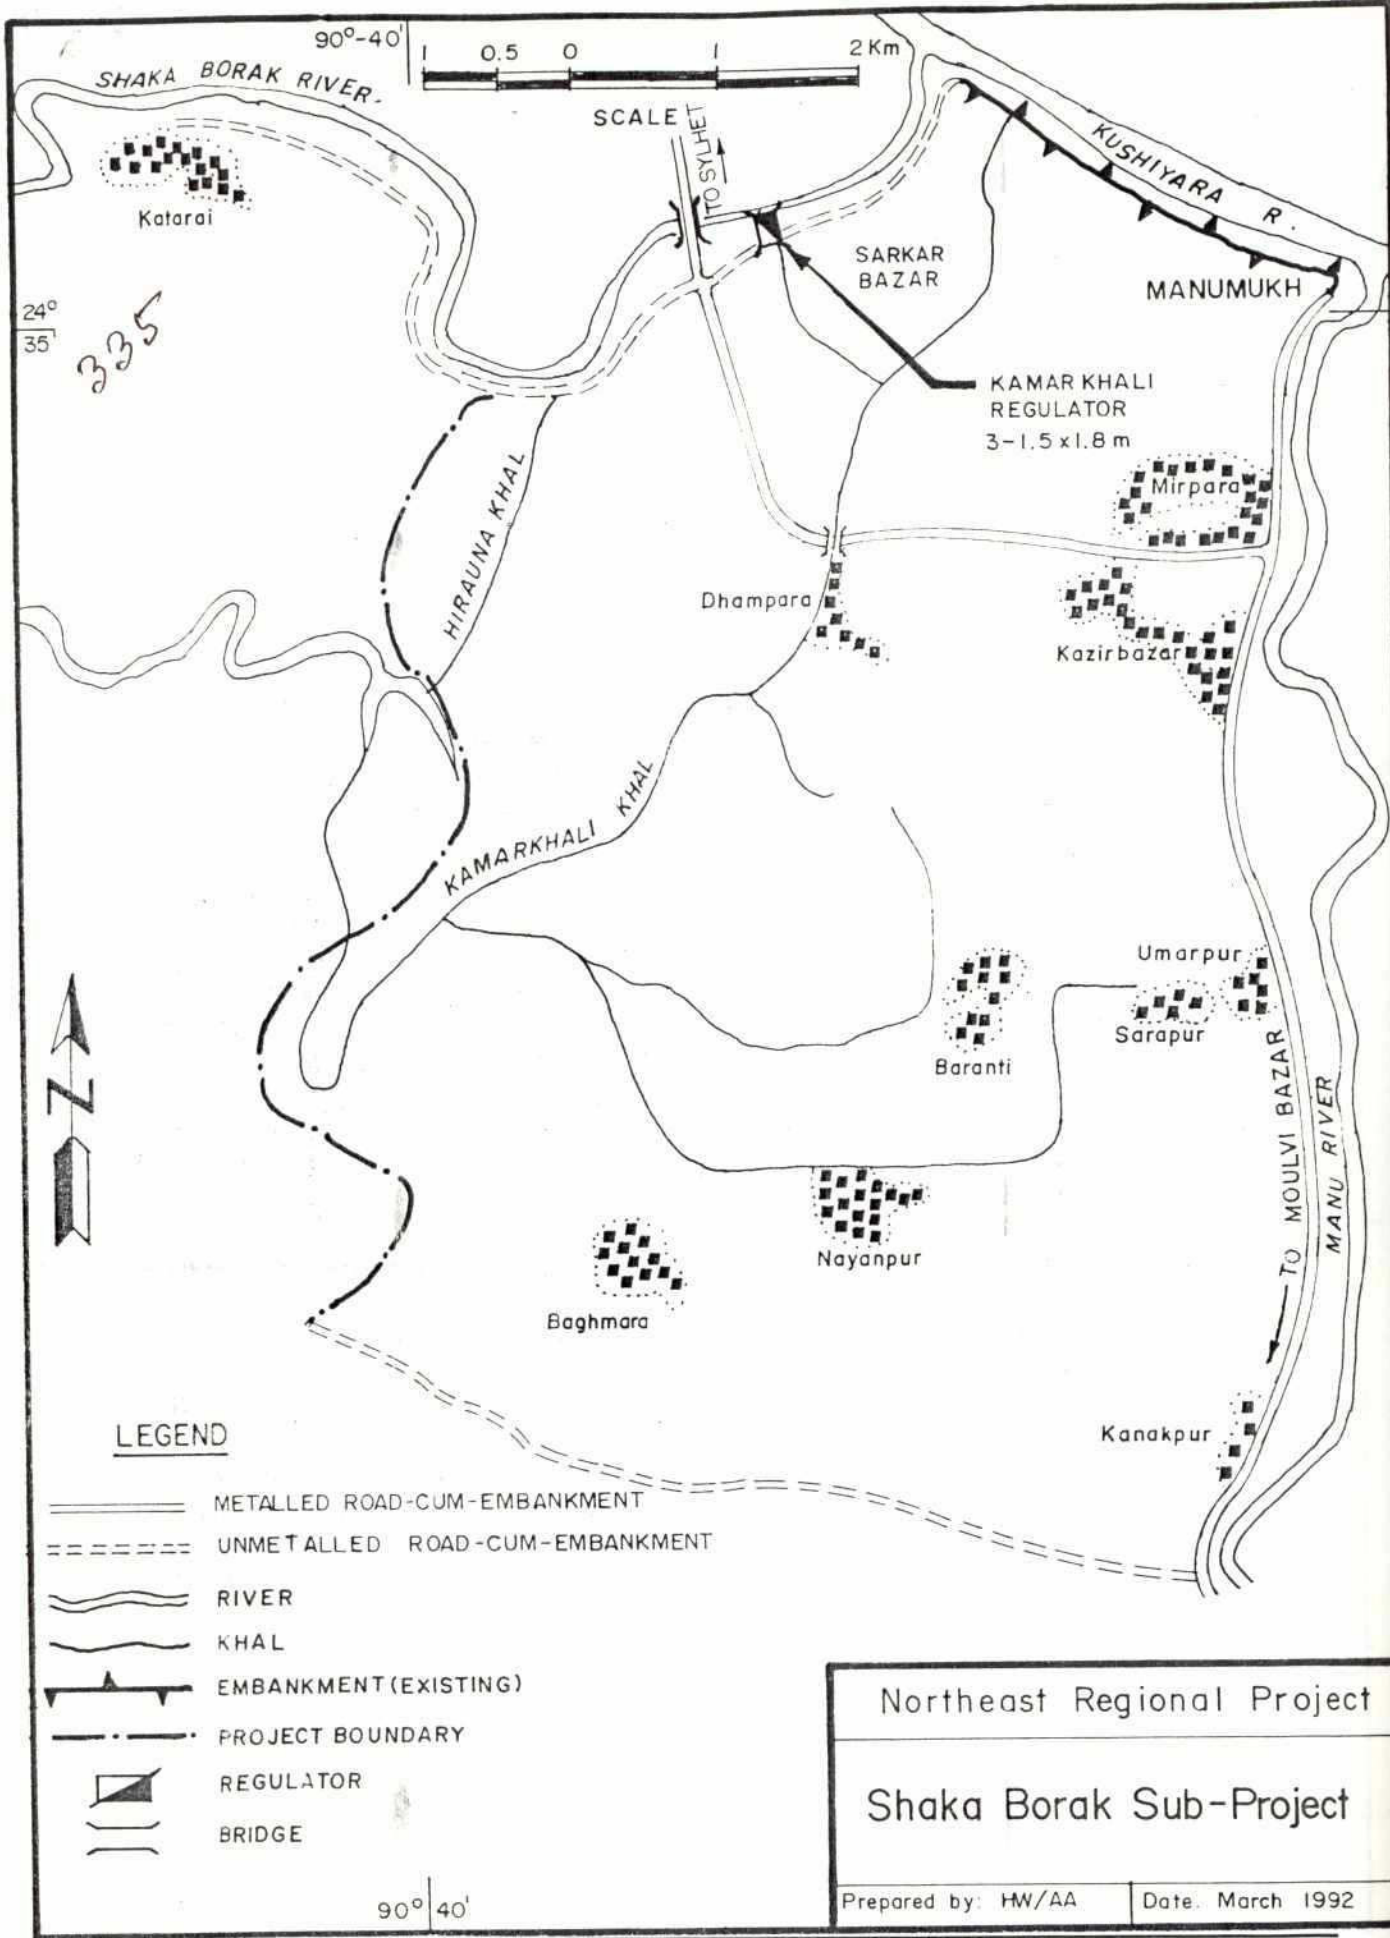 90°-40'
1 0.5 0 1 2 Km
SCALE
SHAKA BORAK RIVER.
TO SYLHET
KUSHIYARA R.
Katarai
SARKAR
BAZAR
MANUMUKH
24°
35'
335
KAMAR KHALI
REGULATOR
3-1.5 x 1.8 m
Mirpara
HIRAUNA KHAL
Dhampara
Kazirbazar
KAMARKHALI KHAL
Umarpur
Sarapur
Baranti
N
TO MOULVI BAZAR
MANU RIVER
Nayanpur
Baghmara
Kanakpur
LEGEND
METALLED ROAD-CUM-EMBANKMENT
UNMETALLED ROAD-CUM-EMBANKMENT
RIVER
KHAL
EMBANKMENT (EXISTING)
PROJECT BOUNDARY
REGULATOR
BRIDGE
90° 40'
Northeast Regional Project
Shaka Borak Sub-Project
Prepared by: HW/AA
Date. March 1992